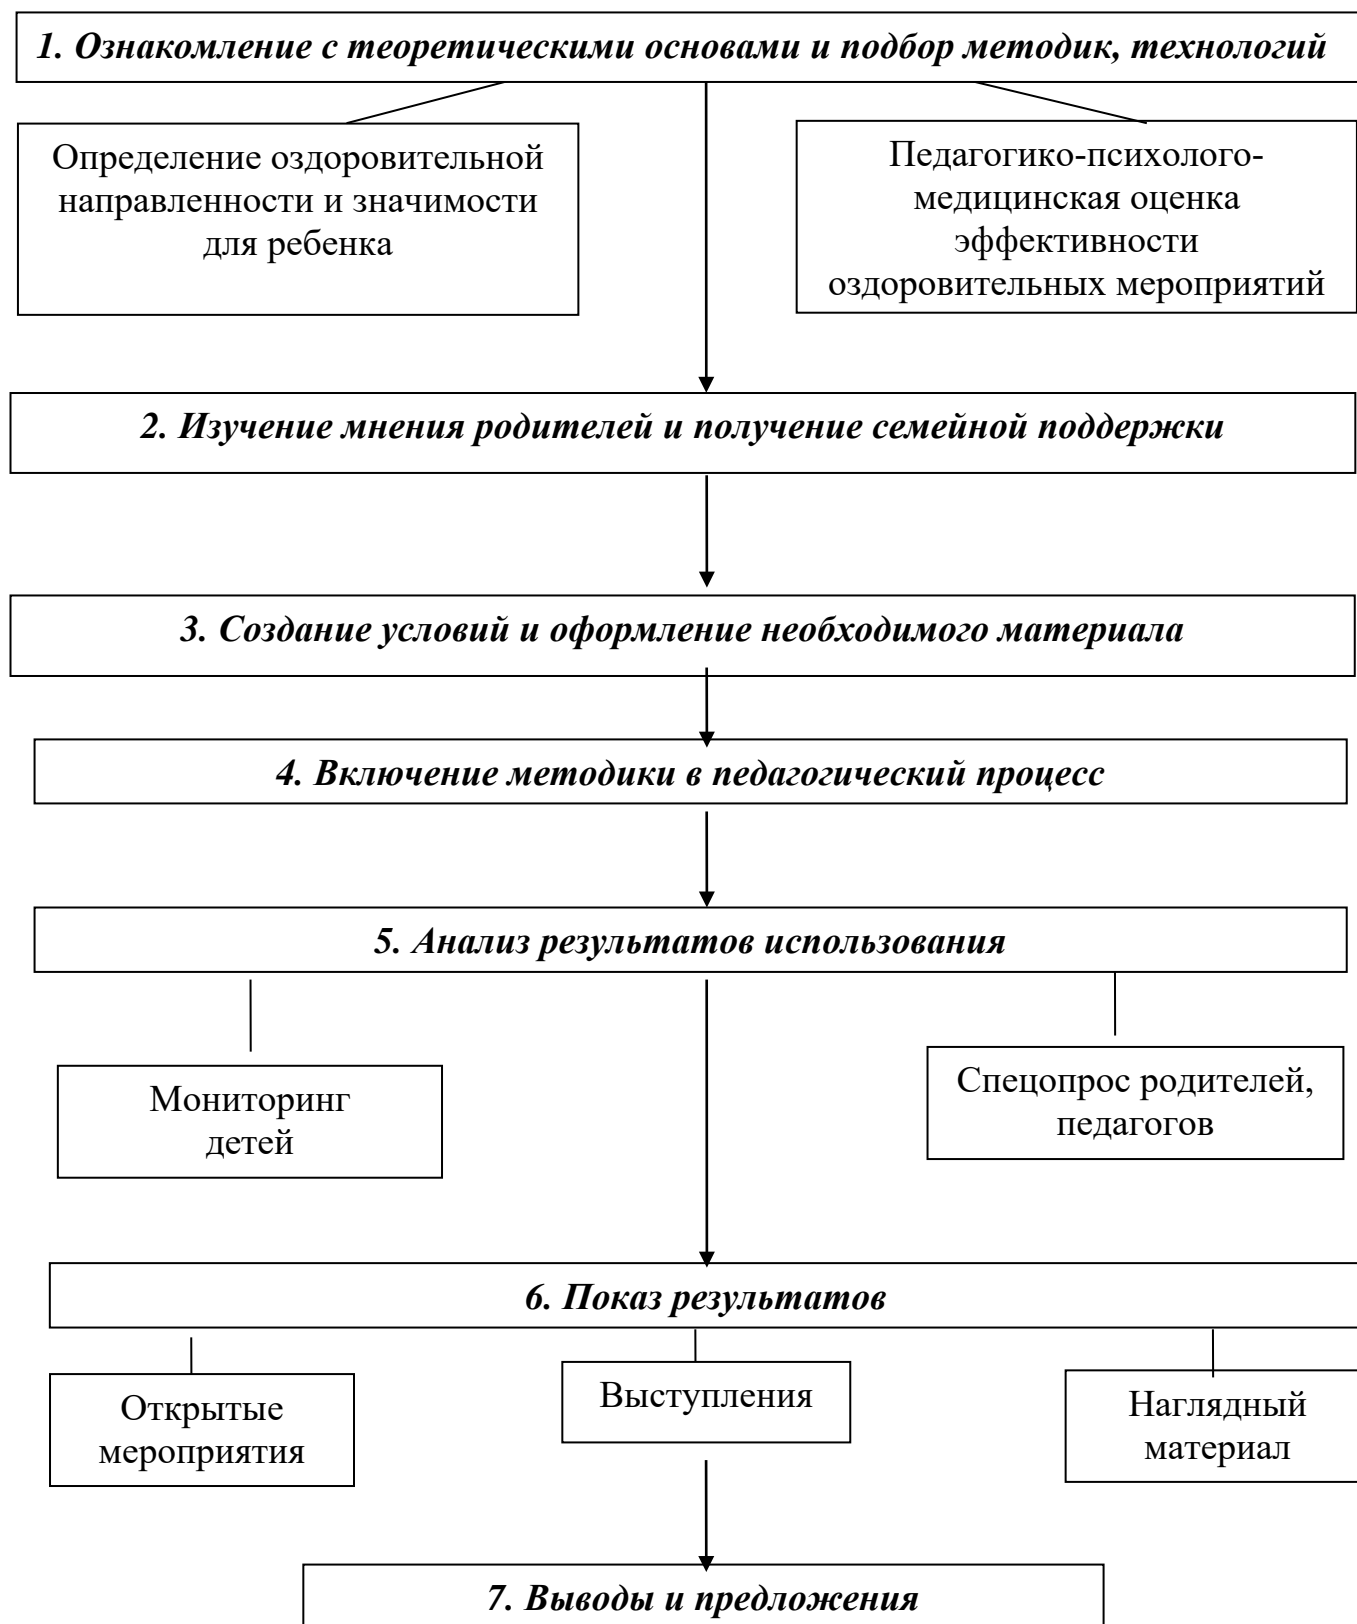 1. Ознакомление с теоретическими основами и подбор методик, технологий
Определение оздоровительной
направленности и значимости
для ребенка
Педагогико-психолого-
медицинская оценка
эффективности
оздоровительных мероприятий
2. Изучение мнения родителей и получение семейной поддержки
3. Создание условий и оформление необходимого материала
4. Включение методики в педагогический процесс
5. Анализ результатов использования
Мониторинг
детей
Спецопрос родителей,
педагогов
6. Показ результатов
Открытые
мероприятия
Выступления
Наглядный
материал
7. Выводы и предложения